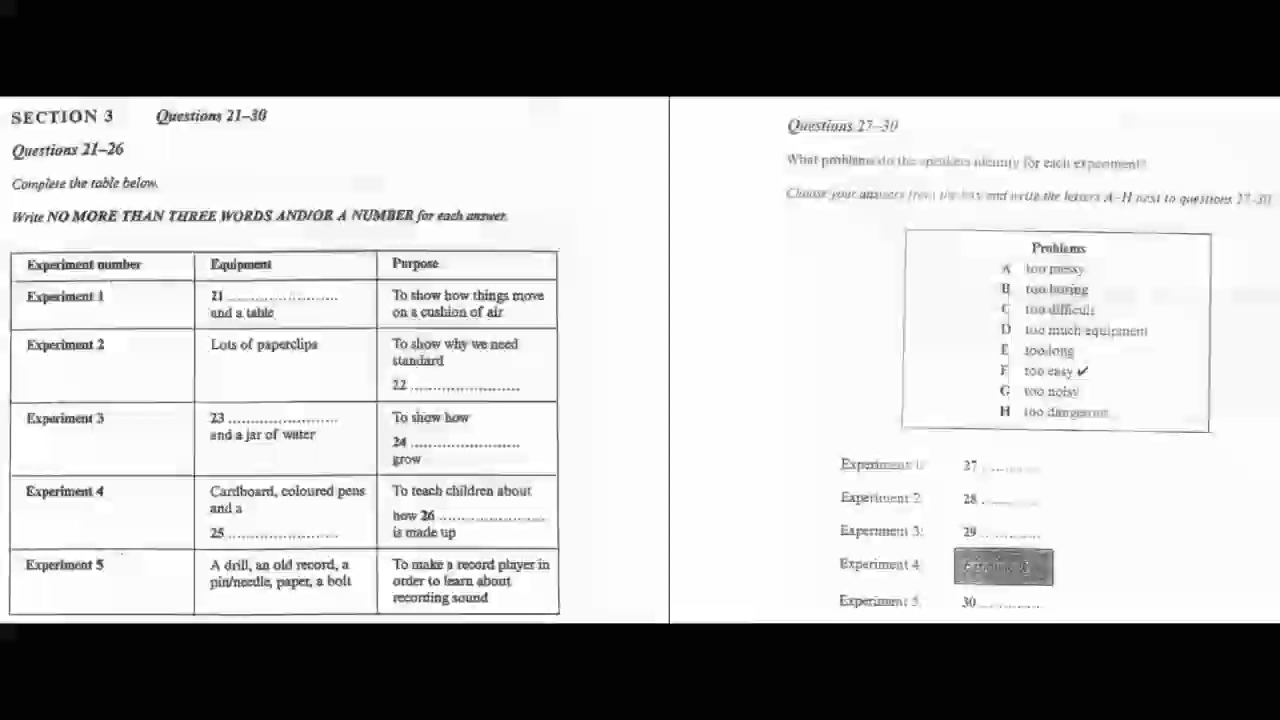 SECTION 3 Questions 21–30
Questions 21–26
Complete the table below.
Write NO MORE THAN THREE WORDS AND/OR A NUMBER for each answer.
Experiment number Equipment Purpose
Experiment 1 21 ........................ and a table To show how things move on a cushion of air
Experiment 2 Lots of paperclips To show why we need standard 22 ........................
Experiment 3 23 ........................ and a jar of water To show how 24 ........................ grow
Experiment 4 Cardboard, coloured pens and a 25 ........................ To teach children about how 26 ........................ is made up
Experiment 5 A drill, an old record, a pin/needle, paper, a bolt To make a record player in order to learn about recording sound
Questions 27–30
What problems do the speakers identify for each experiment?
Choose your answers from the box and write the letters A–H next to questions 27–30
Problems
A too messy
B too boring
C too difficult
D too much equipment
E too long
F too easy ✓
G too noisy
H too dangerous
Experiment 1: 27 ............
Experiment 2: 28 ............
Experiment 3: 29 ............
Experiment 4:
Experiment 5: 30 ............